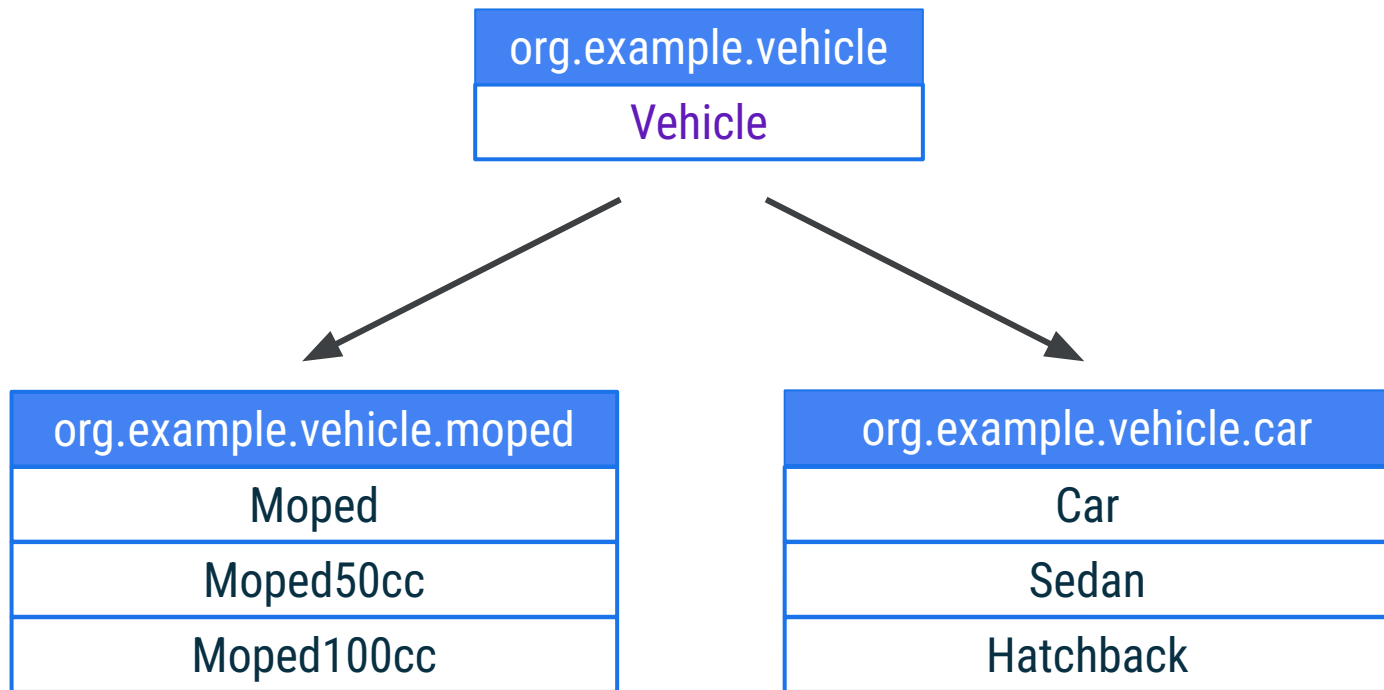 org.example.vehicle
Vehicle
org.example.vehicle.moped
Moped
Moped50cc
Moped100cc
org.example.vehicle.car
Car
Sedan
Hatchback